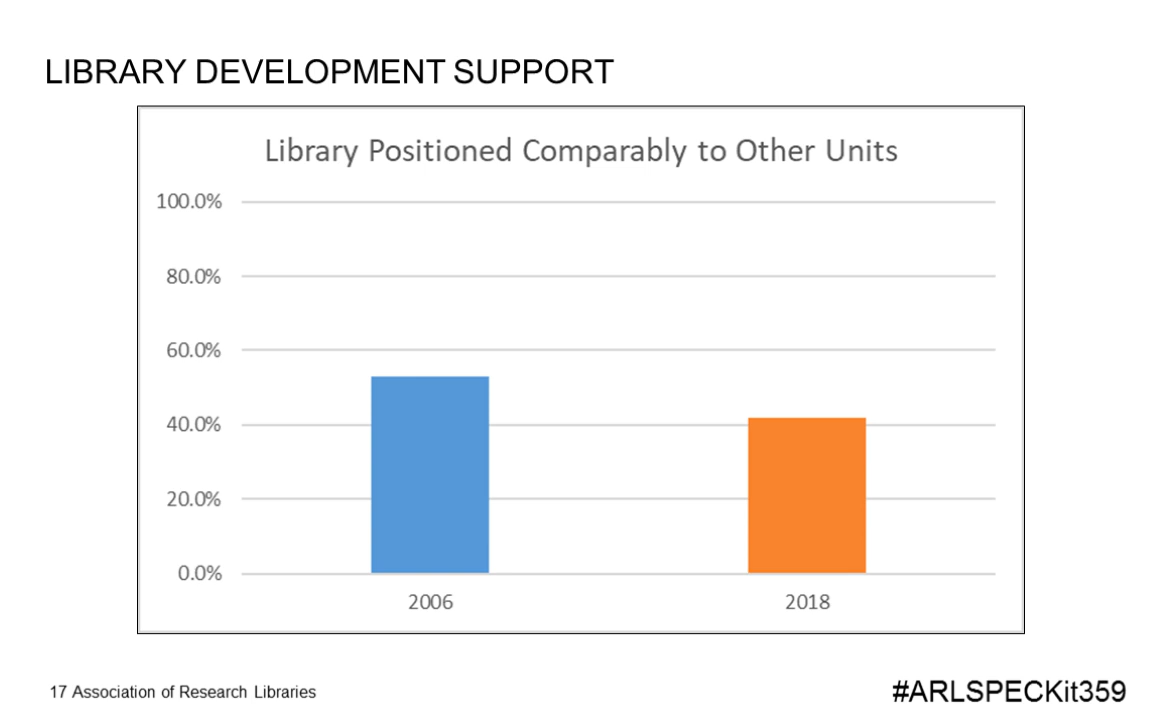 LIBRARY DEVELOPMENT SUPPORT
Library Positioned Comparably to Other Units
100.0%
80.0%
60.0%
40.0%
20.0%
0.0%
2006 2018
17 Association of Research Libraries
#ARLSPECKit359